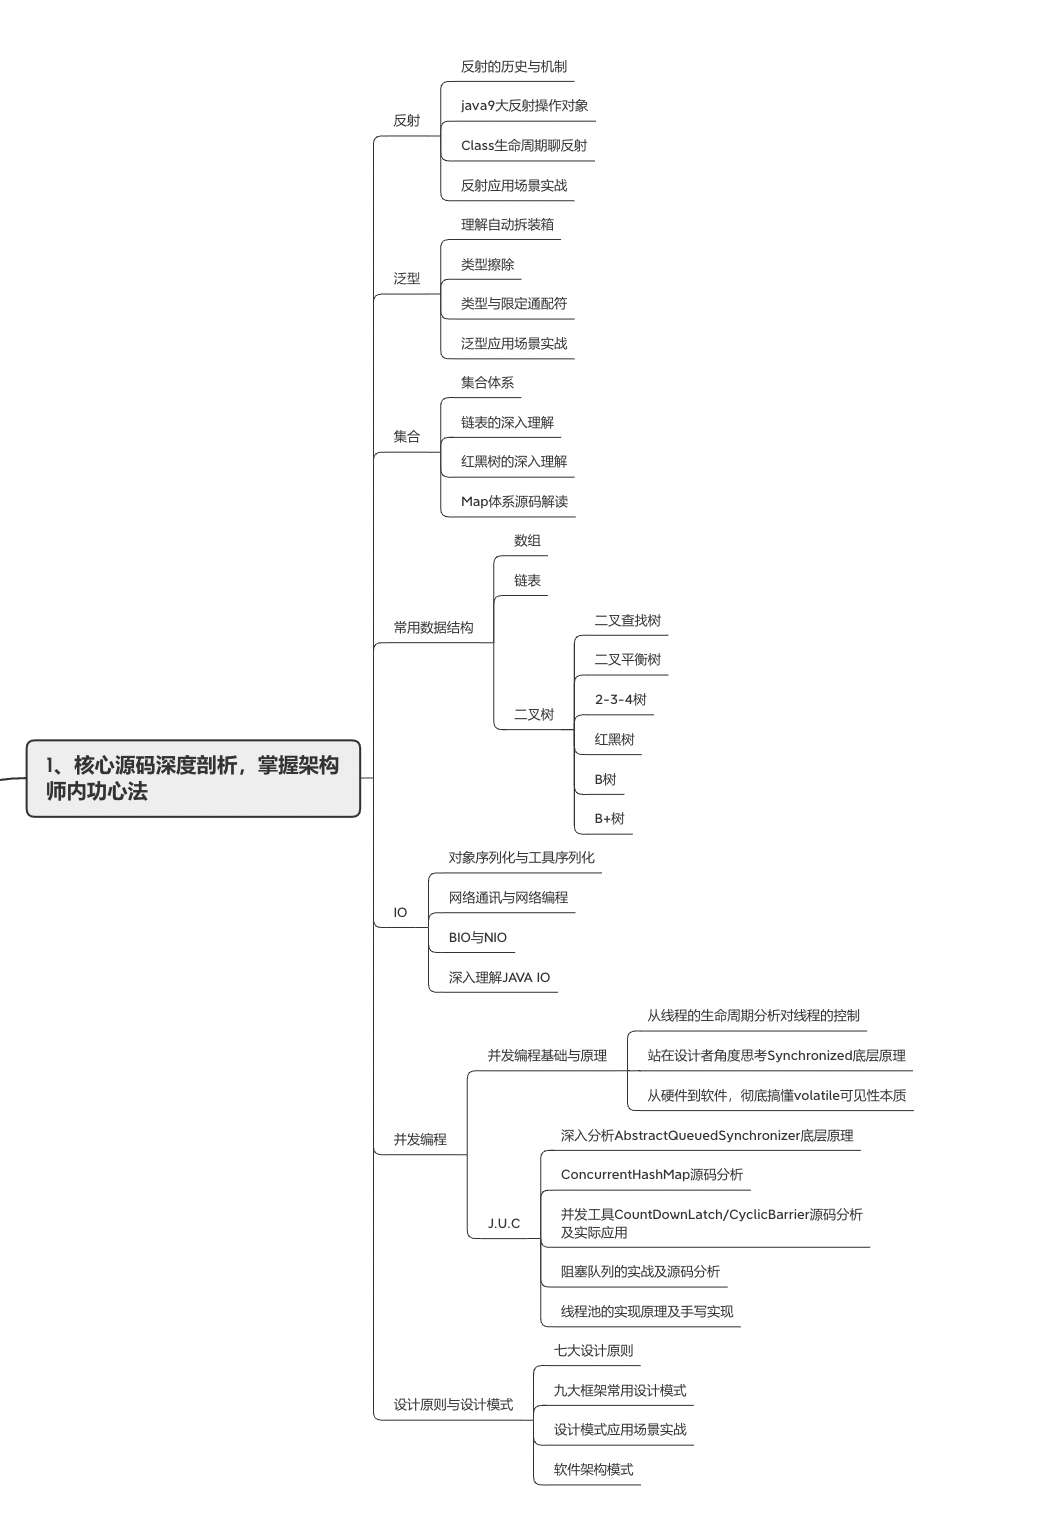 1、核心源码深度剖析，掌握架构
师内功心法
反射
反射的历史与机制
java9大反射操作对象
Class生命周期聊反射
反射应用场景实战
泛型
理解自动拆装箱
类型擦除
类型与限定通配符
泛型应用场景实战
集合
集合体系
链表的深入理解
红黑树的深入理解
Map体系源码解读
常用数据结构
数组
链表
二叉树
二叉查找树
二叉平衡树
2-3-4树
红黑树
B树
B+树
IO
对象序列化与工具序列化
网络通讯与网络编程
BIO与NIO
深入理解JAVA IO
并发编程
并发编程基础与原理
从线程的生命周期分析对线程的控制
站在设计者角度思考Synchronized底层原理
从硬件到软件，彻底搞懂volatile可见性本质
J.U.C
深入分析AbstractQueuedSynchronizer底层原理
ConcurrentHashMap源码分析
并发工具CountDownLatch/CyclicBarrier源码分析
及实际应用
阻塞队列的实战及源码分析
线程池的实现原理及手写实现
设计原则与设计模式
七大设计原则
九大框架常用设计模式
设计模式应用场景实战
软件架构模式